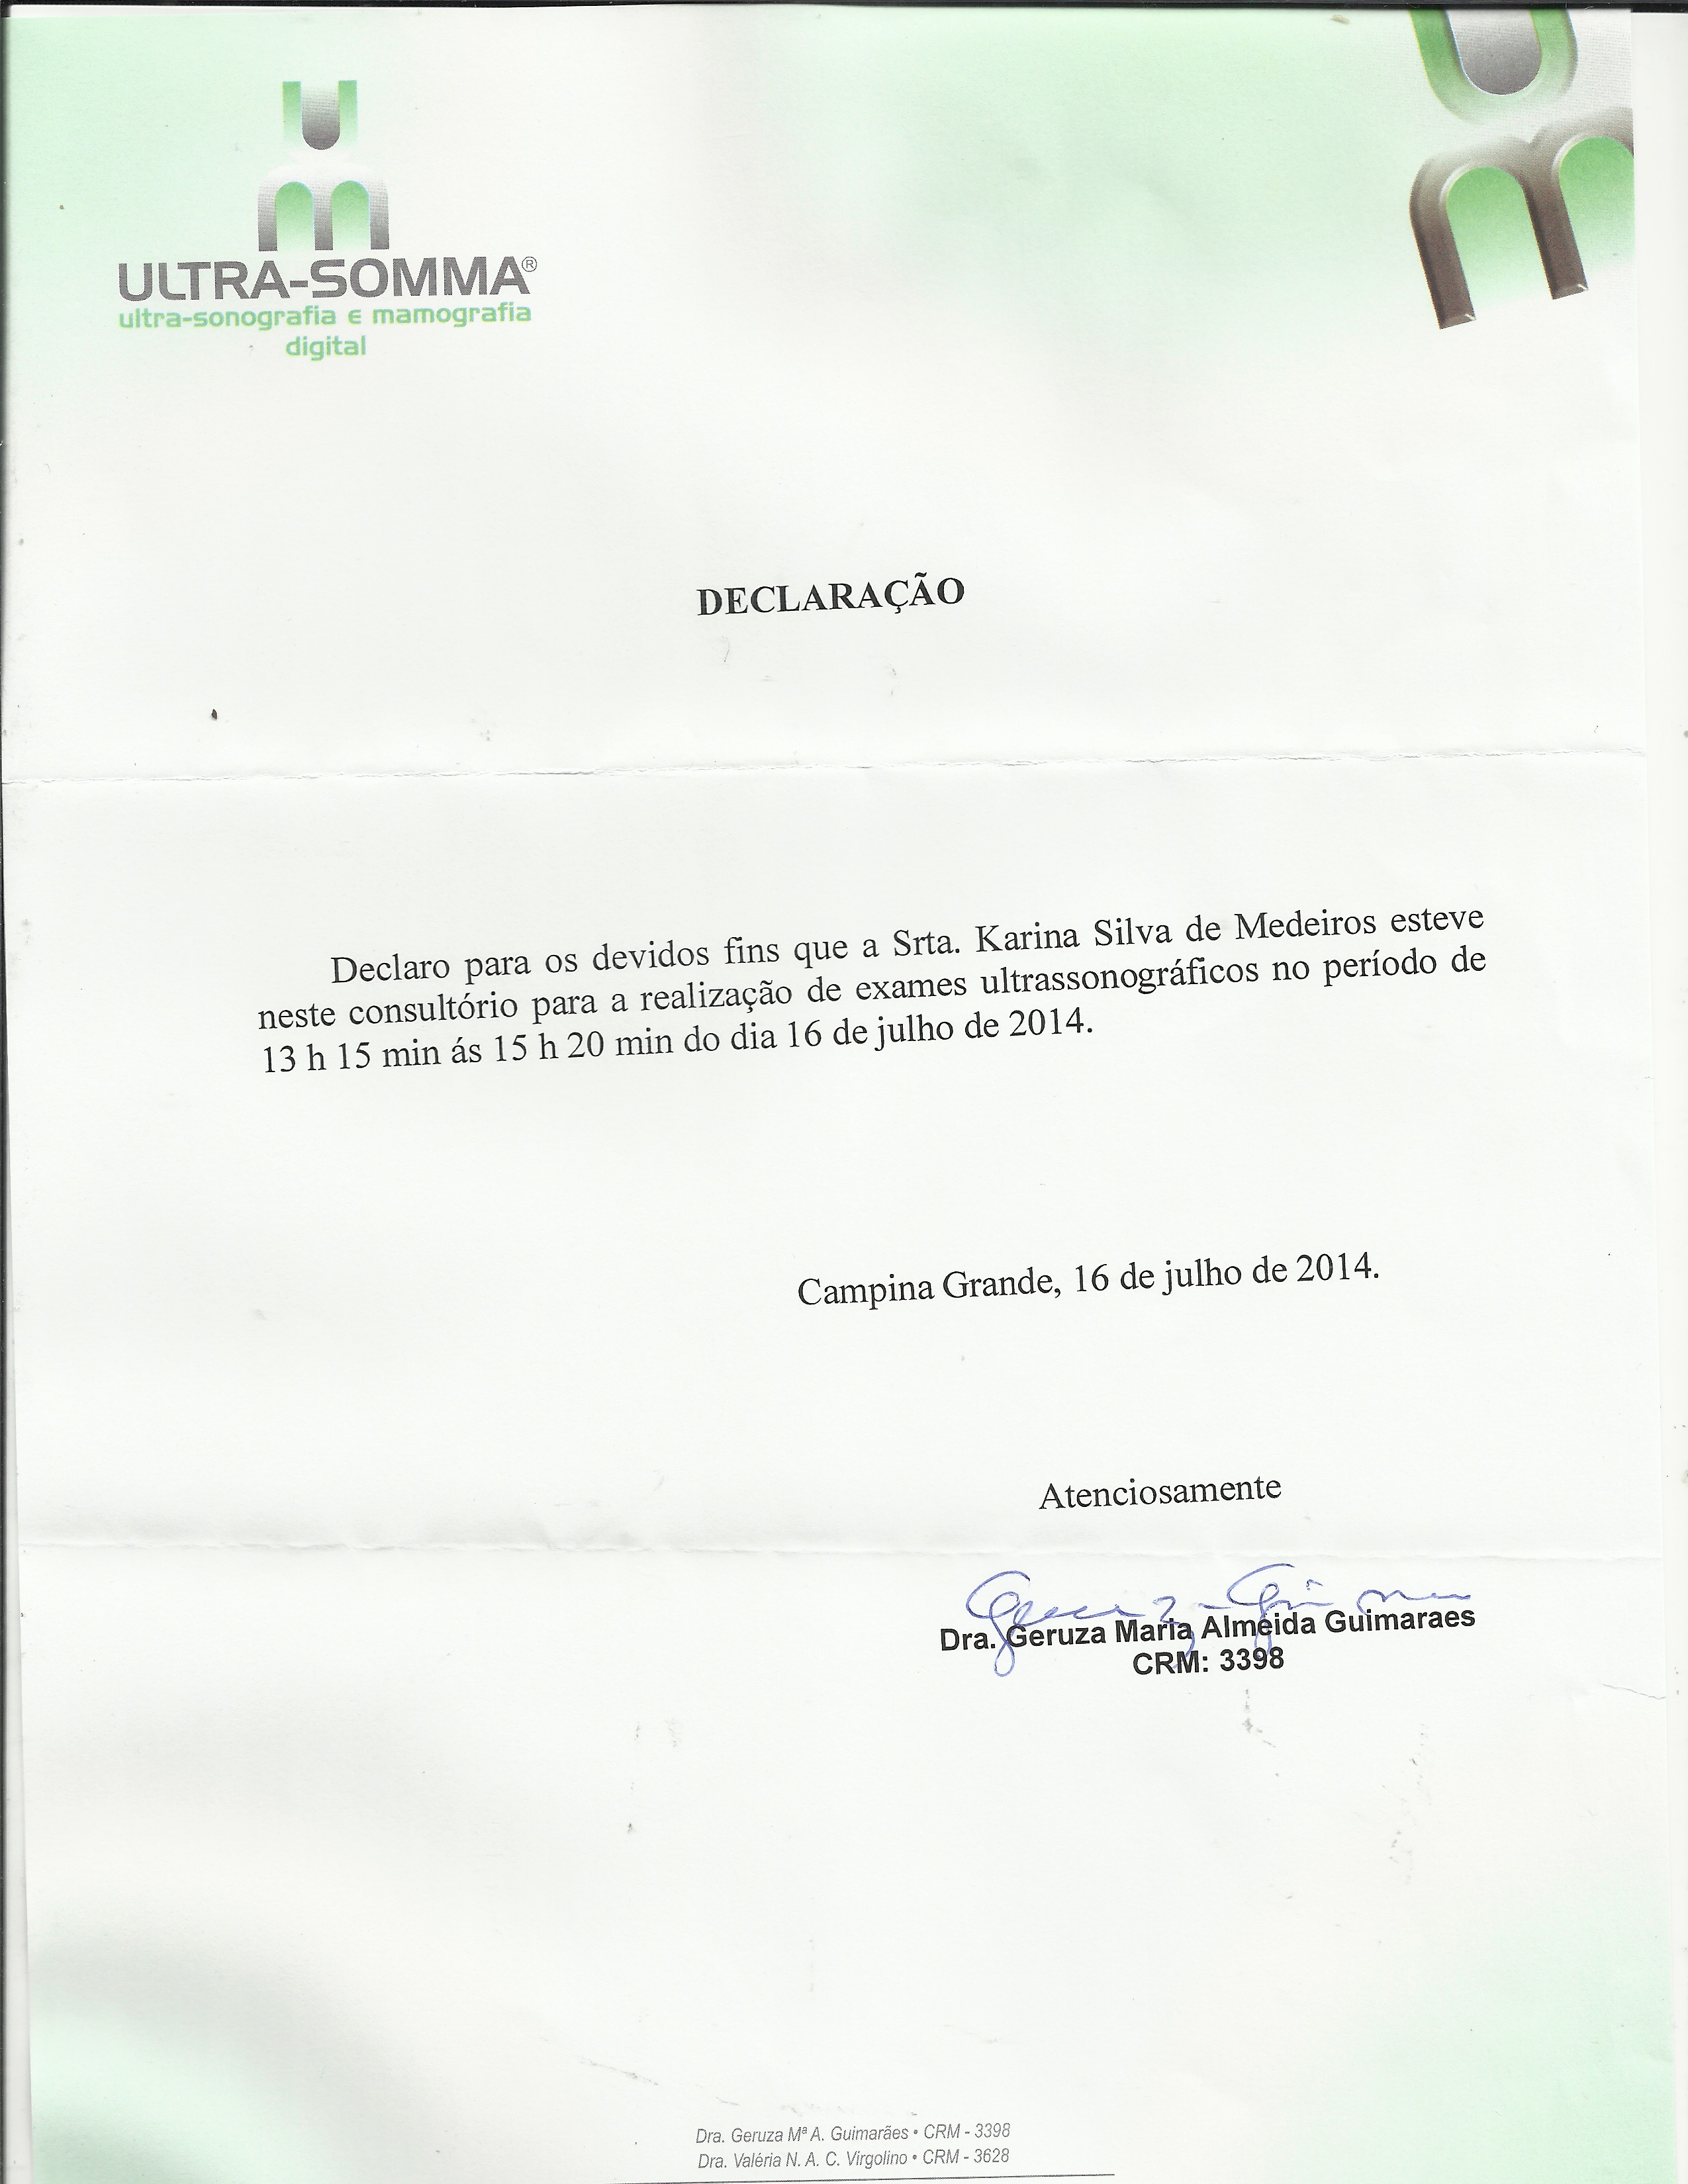 ULTRA-SOMMA®
ultra-sonografia e mamografia
digital
DECLARAÇÃO
Declaro para os devidos fins que a Srta. Karina Silva de Medeiros esteve
neste consultório para a realização de exames ultrassonográficos no período de
13 h 15 min ás 15 h 20 min do dia 16 de julho de 2014.
Campina Grande, 16 de julho de 2014.
Atenciosamente
Dra. Geruza Maria Almeida Guimaraes
CRM: 3398
Dra. Geruza Mª A. Guimarães • CRM - 3398
Dra. Valéria N. A. C. Virgolino • CRM - 3628